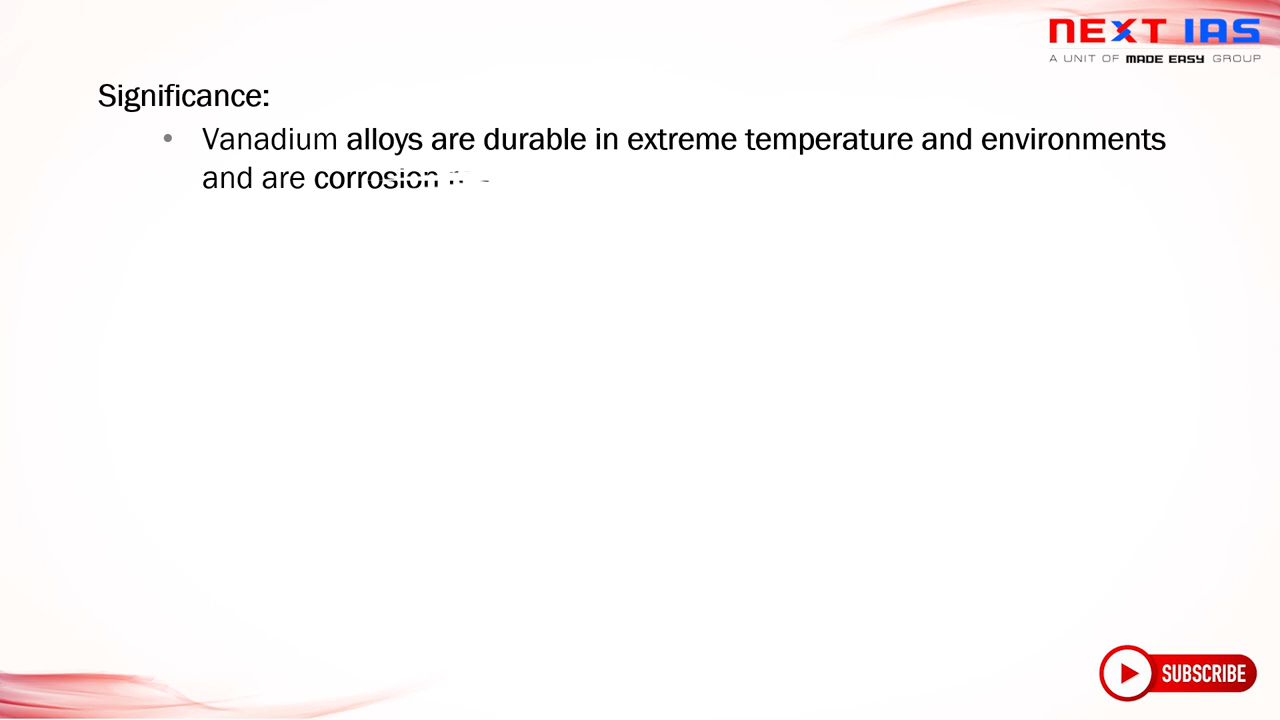 NEXT IAS
A UNIT OF MADE EASY GROUP
Significance:
• Vanadium alloys are durable in extreme temperature and environments
and are corrosion
SUBSCRIBE